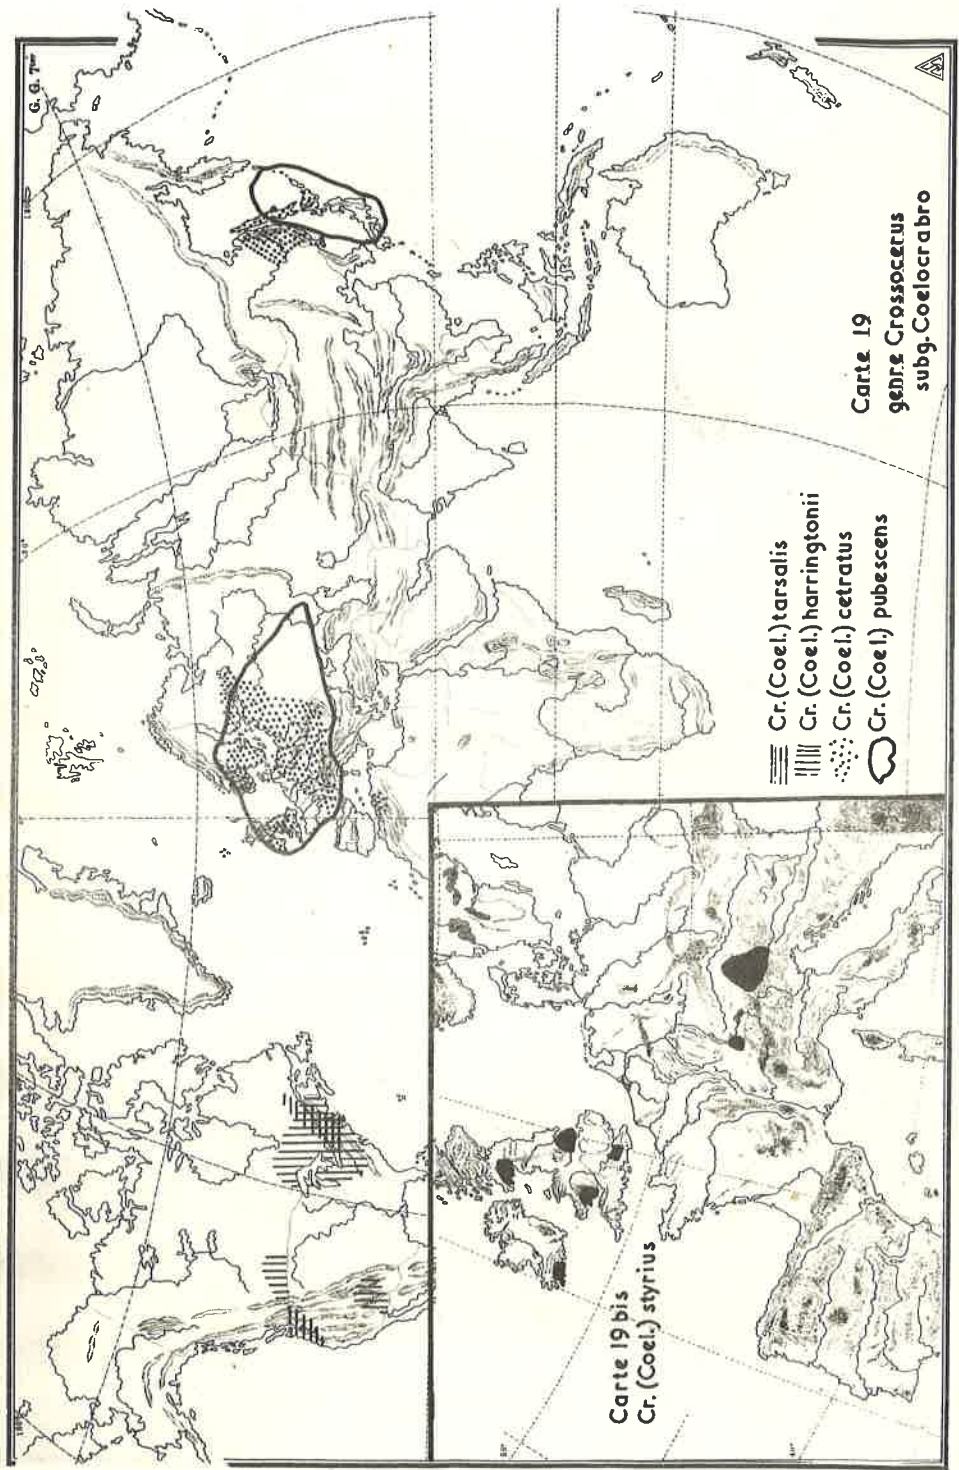 G. G. T
Carte 19
genre Crossocerus
subg. Coelocrabro
Cr. (Coel.) tarsalis
Cr. (Coel.) harringtonii
Cr. (Coel.) cetratus
Cr. (Coel.) pubescens
Carte 19 bis
Cr. (Coel.) styrius